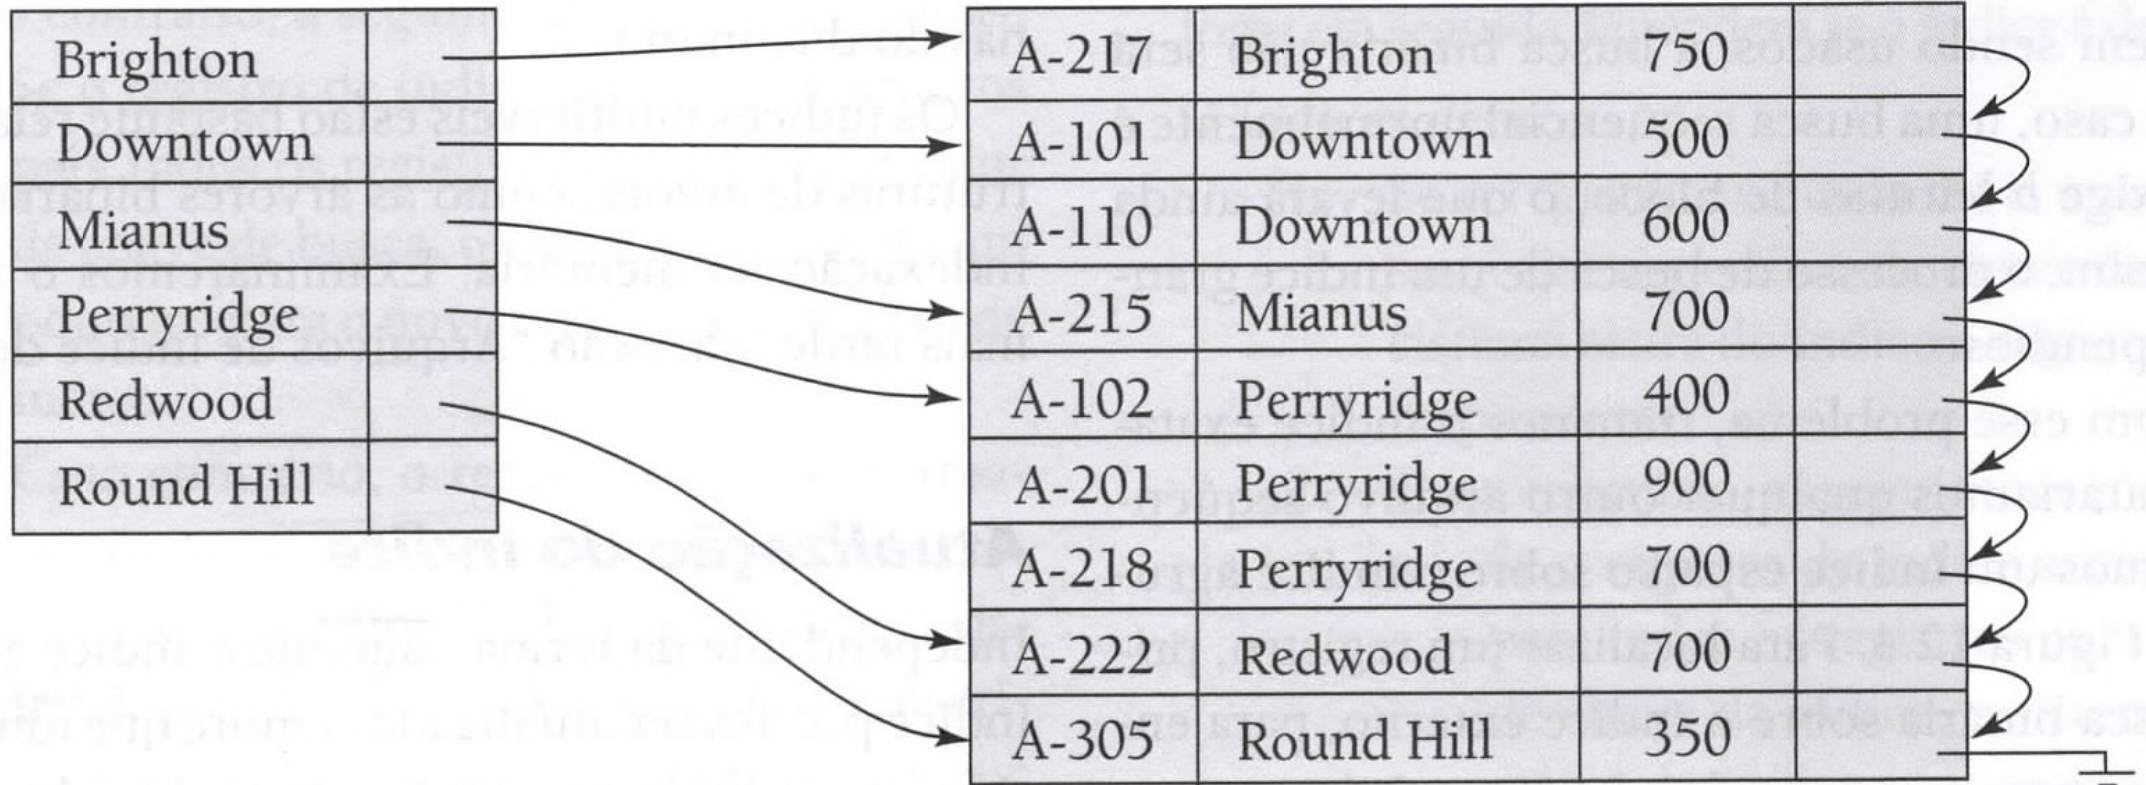 Brighton
Downtown
Mianus
Perryridge
Redwood
Round Hill
A-217 Brighton 750
A-101 Downtown 500
A-110 Downtown 600
A-215 Mianus 700
A-102 Perryridge 400
A-201 Perryridge 900
A-218 Perryridge 700
A-222 Redwood 700
A-305 Round Hill 350